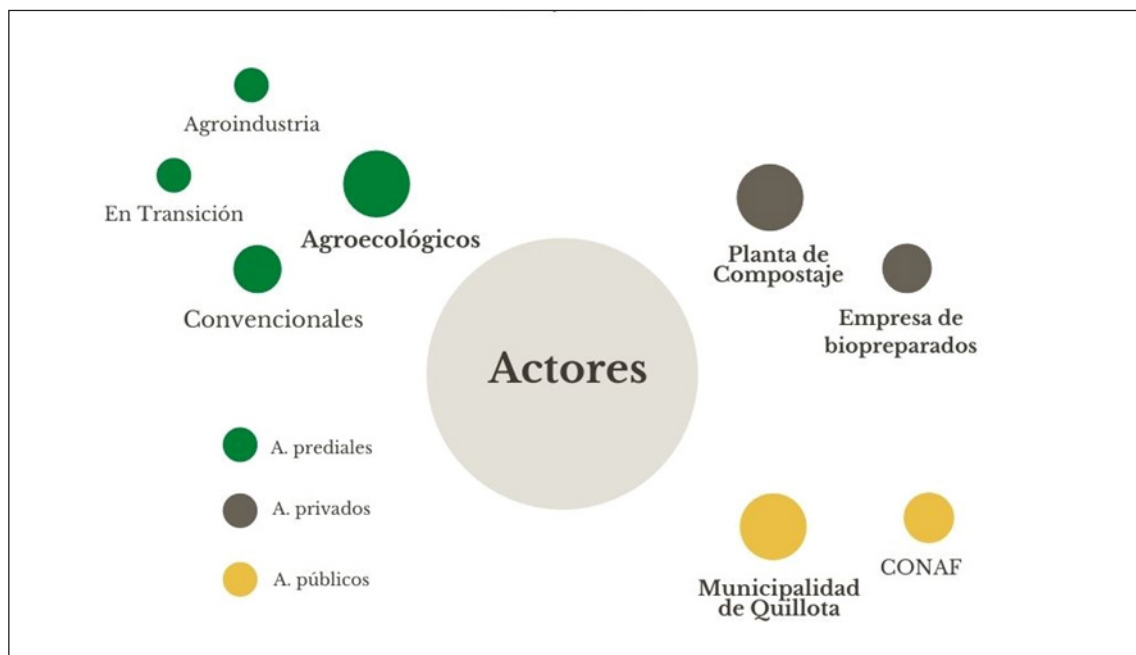 Agroindustria
En Transición
Agroecológicos
Convencionales
Actores
Planta de
Compostaje
Empresa de
biopreparados
A. prediales
A. privados
A. públicos
Municipalidad
de Quillota
CONAF